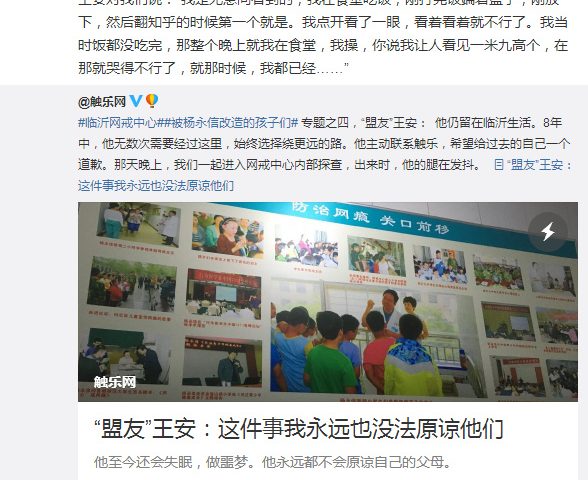 下，然后翻知乎的时候第一个就是。我点开看了一眼，看着看着就不行了。我当
时饭都没吃完，那整个晚上就我在食堂，我操，你说我让人看见一米九高个，在
那就哭得不行了，就那时候，我都已经……”
@触乐网
#临沂网戒中心##被杨永信改造的孩子们# 专题之四，“盟友”王安： 他仍留在临沂生活。8年
中，他无数次需要经过这里，始终选择绕更远的路。他主动联系触乐，希望给过去的自己一个
道歉。那天晚上，我们一起进入网戒中心内部探查，出来时，他的腿在发抖。 “盟友”王安：
这件事我永远也没法原谅他们
防治网瘾 关口前移
触乐网
“盟友”王安：这件事我永远也没法原谅他们
他至今还会失眠，做噩梦。他永远都不会原谅自己的父母。